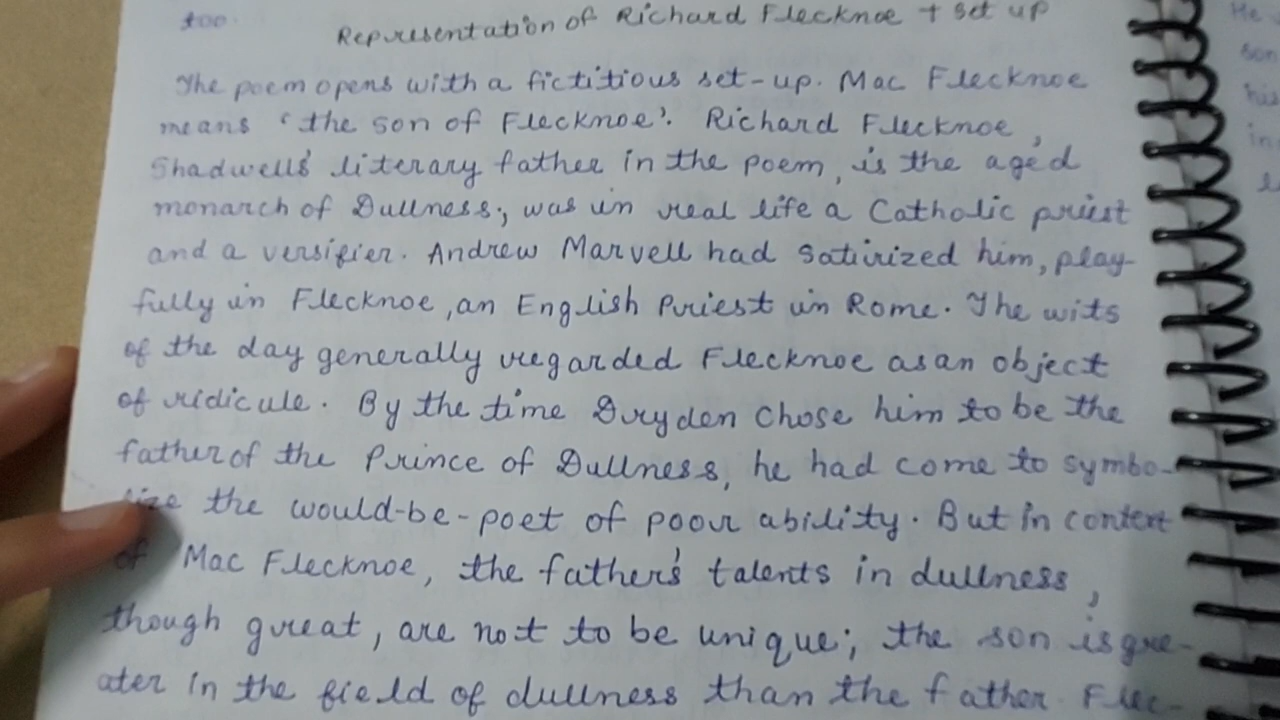 too.
Representation of Richard Flecknoe + set up
The poem opens with a fictitious set-up. Mac Flecknoe
means 'the son of Flecknoe'. Richard Flecknoe,
Shadwell's literary father in the poem, is the aged
monarch of Dullness, was in real life a Catholic priest
and a versifier. Andrew Marvell had satirized him, play-
fully in Flecknoe, an English Priest in Rome. The wits
of the day generally regarded Flecknoe as an object
of ridicule. By the time Dryden chose him to be the
father of the Prince of Dullness, he had come to symbo-
lize the would-be-poet of poor ability. But in context
of Mac Flecknoe, the father's talents in dullness,
though great, are not to be unique; the son is gre-
ater in the field of dullness than the father. Flec-
He
son
his
in